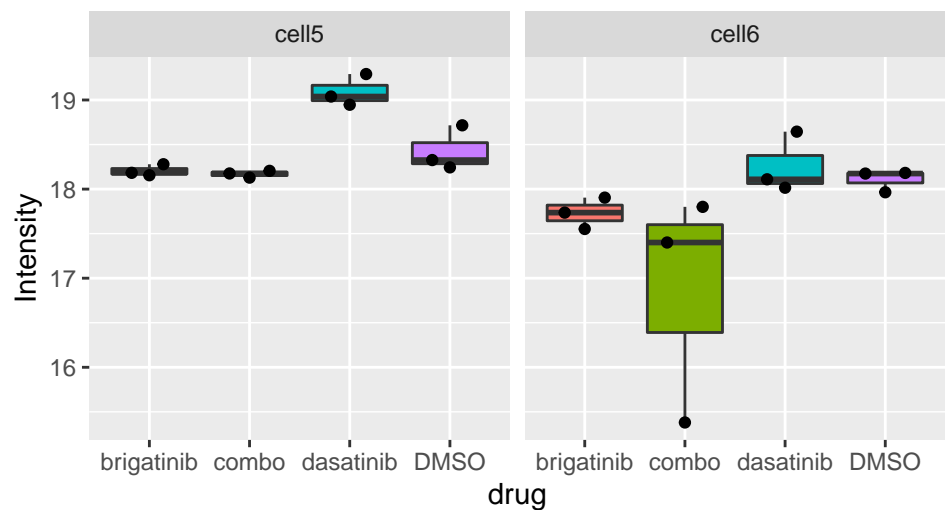 cell5 cell6
19
18
17
16
Intensity
brigatinib combo dasatinib DMSO brigatinib combo dasatinib DMSO
drug